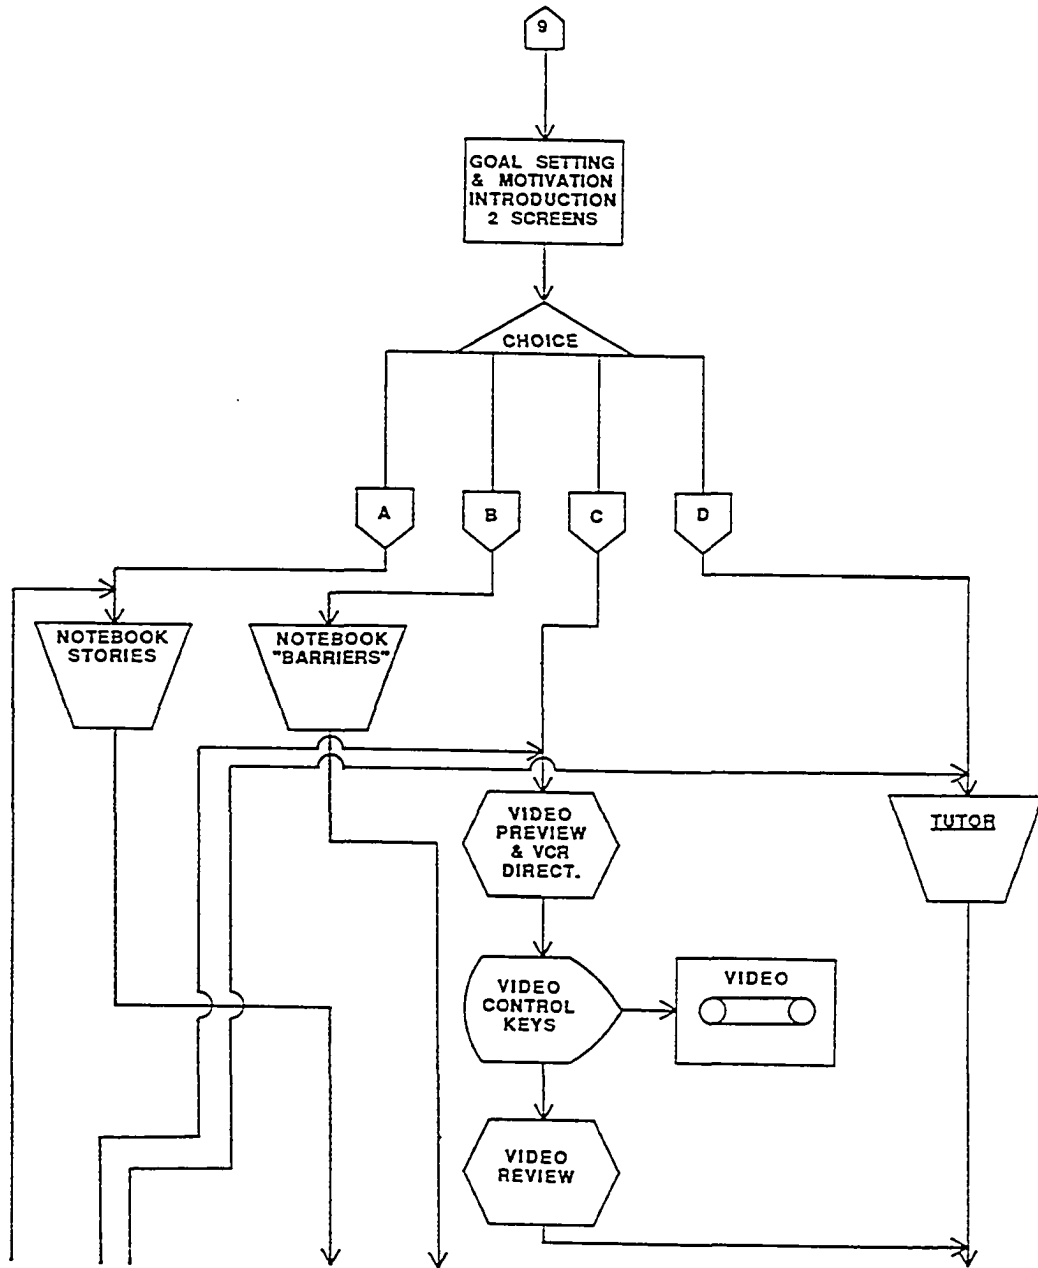 9
GOAL SETTING
& MOTIVATION
INTRODUCTION
2 SCREENS
CHOICE
A
B
C
D
NOTEBOOK
STORIES
NOTEBOOK
"BARRIERS"
VIDEO
PREVIEW
& VCR
DIRECT.
TUTOR
VIDEO
CONTROL
KEYS
VIDEO
VIDEO
REVIEW